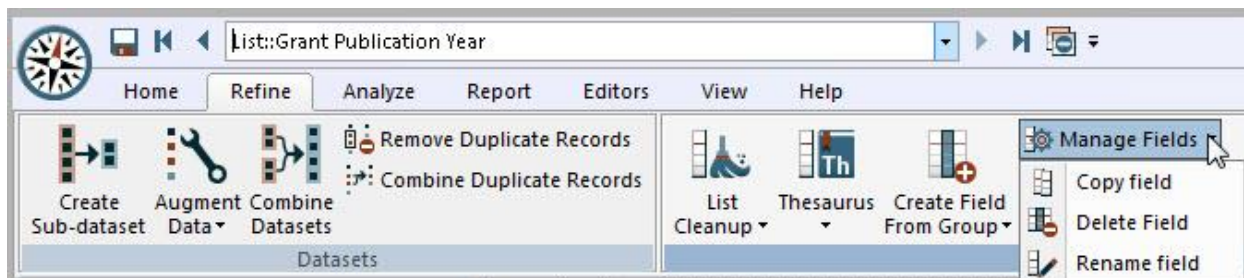 List::Grant Publication Year
Home Refine Analyze Report Editors View Help
Remove Duplicate Records
Combine Duplicate Records
Create
Sub-dataset
Augment
Data
Combine
Datasets
Datasets
List
Cleanup
Th
Thesaurus
Create Field
From Group
Manage Fields
Copy field
Delete Field
Rename field